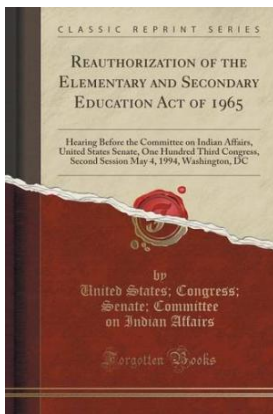 CLASSIC REPRINT SERIES
REAUTHORIZATION OF THE
ELEMENTARY AND SECONDARY
EDUCATION ACT OF 1965
Hearing Before the Committee on Indian Affairs,
United States Senate, One Hundred Third Congress,
Second Session May 4, 1994, Washington, DC
by
United States; Congress;
Senate; Committee
on Indian Affairs
Forgotten Books